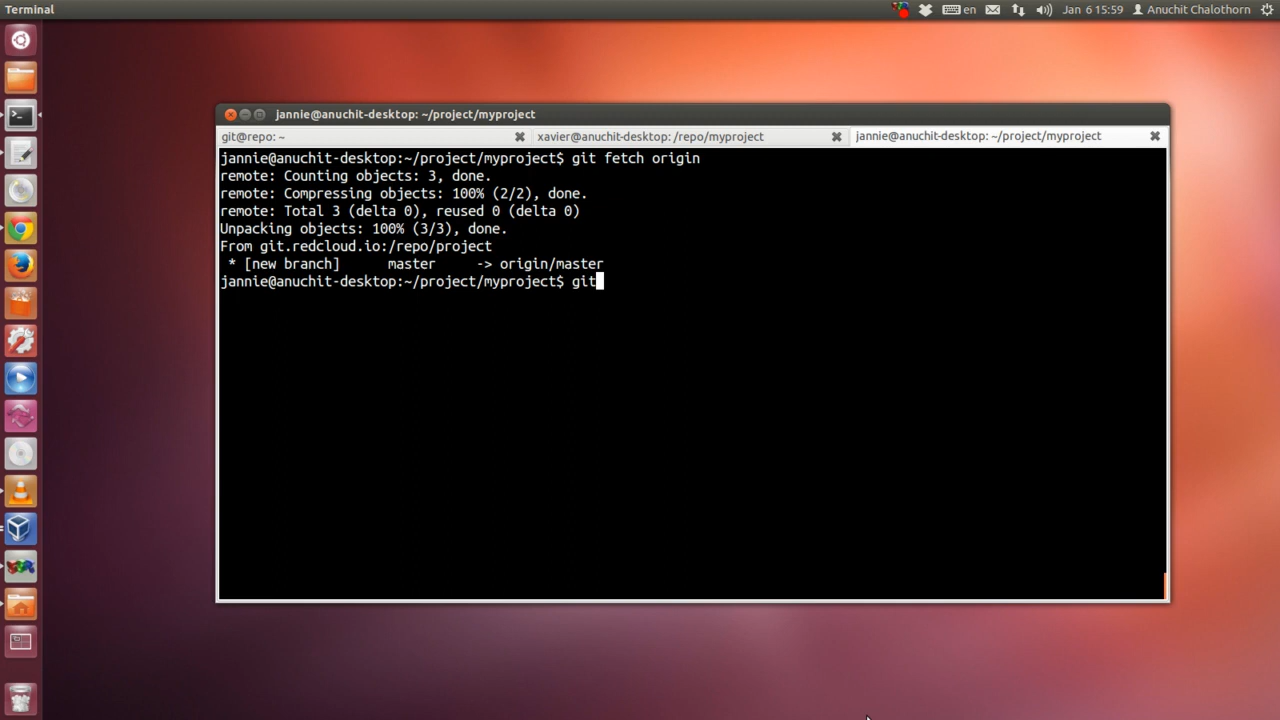 Terminal
en
Jan 6 15:59
Anuchit Chalothorn
jannie@anuchit-desktop: ~/project/myproject
git@repo: ~
xavier@anuchit-desktop: /repo/myproject
jannie@anuchit-desktop: ~/project/myproject
jannie@anuchit-desktop:~/project/myproject$ git fetch origin
remote: Counting objects: 3, done.
remote: Compressing objects: 100% (2/2), done.
remote: Total 3 (delta 0), reused 0 (delta 0)
Unpacking objects: 100% (3/3), done.
From git.redcloud.io:/repo/project
 * [new branch]      master     -> origin/master
jannie@anuchit-desktop:~/project/myproject$ git